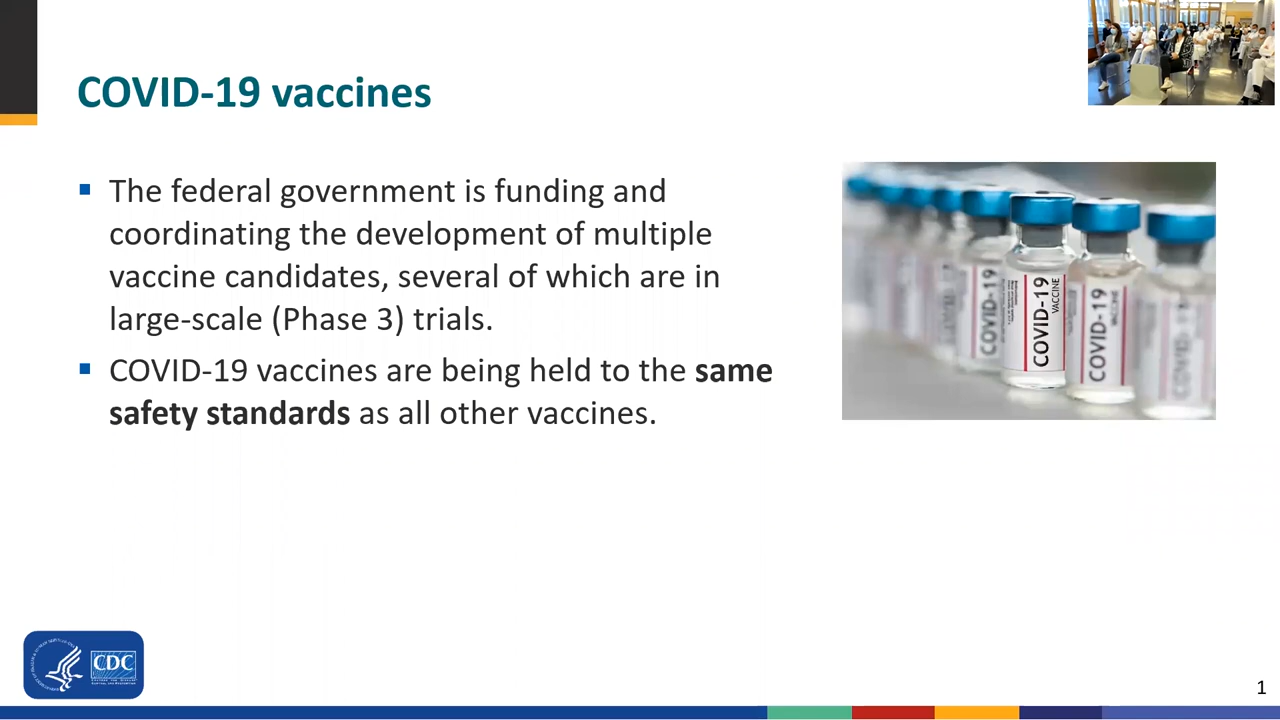 COVID-19 vaccines
▪ The federal government is funding and
coordinating the development of multiple
vaccine candidates, several of which are in
large-scale (Phase 3) trials.
▪ COVID-19 vaccines are being held to the same
safety standards as all other vaccines.
COVID-19
COVID-19
VACCINE
COVID-19
VACCINE
CDC
1